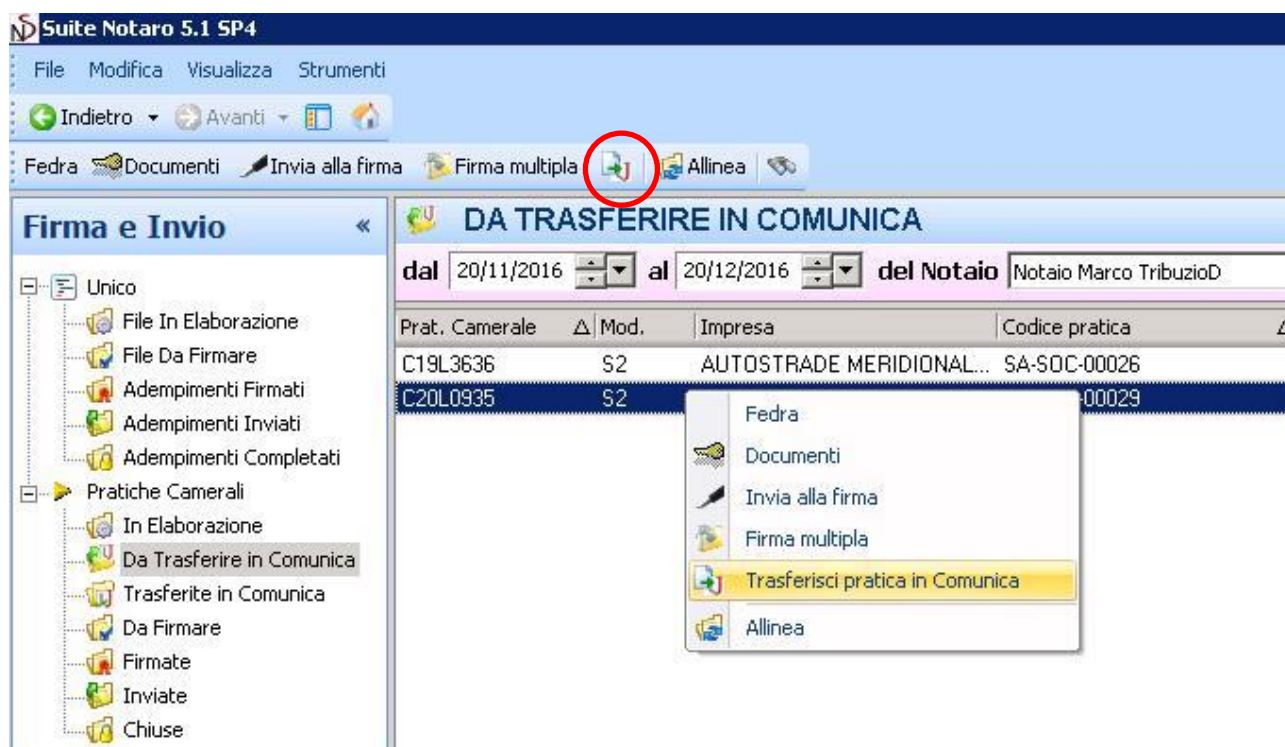 Suite Notaro 5.1 SP4
File Modifica Visualizza Strumenti
Indietro Avanti
Fedra Documenti Invia alla firma Firma multipla Allinea
Firma e Invio «
Unico
File In Elaborazione
File Da Firmare
Adempimenti Firmati
Adempimenti Inviati
Adempimenti Completati
Pratiche Camerali
In Elaborazione
Da Trasferire in Comunica
Trasferite in Comunica
Da Firmare
Firmate
Inviate
Chiuse
DA TRASFERIRE IN COMUNICA
dal 20/11/2016 al 20/12/2016 del Notaio Notaio Marco TribuzioD
Prat. Camerale Mod. Impresa Codice pratica
C19L3636 S2 AUTOSTRADE MERIDIONAL... SA-SOC-00026
C20L0935 S2 -00029
Fedra
Documenti
Invia alla firma
Firma multipla
Trasferisci pratica in Comunica
Allinea